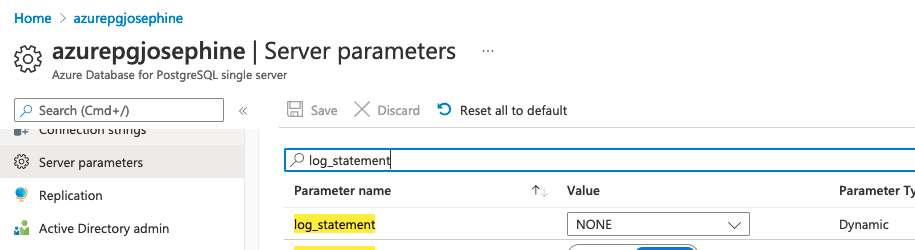 Home > azurepgjosephine
azurepgjosephine | Server parameters ...
Azure Database for PostgreSQL single server
Search (Cmd+/) «
Save Discard Reset all to default
Connection strings
Server parameters
Replication
Active Directory admin
log_statement
Parameter name ↑↓ Value Parameter Ty
log_statement NONE Dynamic